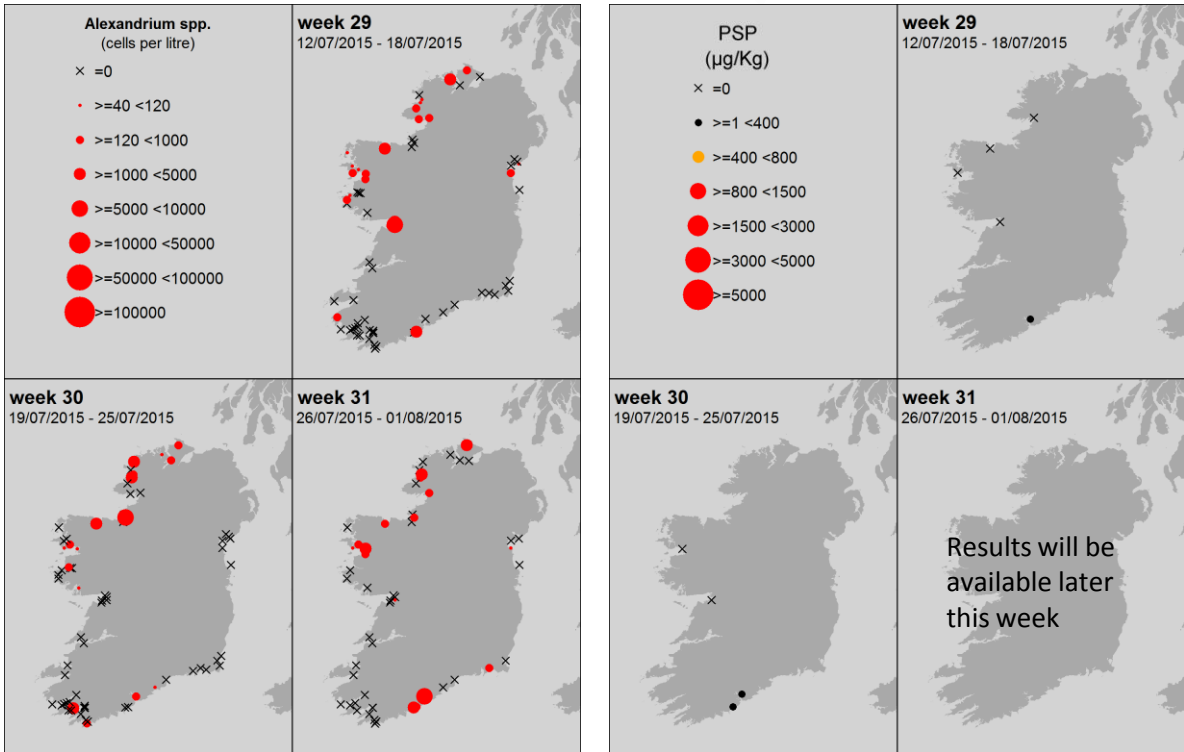 Alexandrium spp.
(cells per litre)
× =0
>=40 <120
>=120 <1000
>=1000 <5000
>=5000 <10000
>=10000 <50000
>=50000 <100000
>=100000
week 29
12/07/2015 - 18/07/2015
week 30
19/07/2015 - 25/07/2015
week 31
26/07/2015 - 01/08/2015
PSP
(µg/Kg)
× =0
>=1 <400
>=400 <800
>=800 <1500
>=1500 <3000
>=3000 <5000
>=5000
week 29
12/07/2015 - 18/07/2015
week 30
19/07/2015 - 25/07/2015
week 31
26/07/2015 - 01/08/2015
Results will be
available later
this week